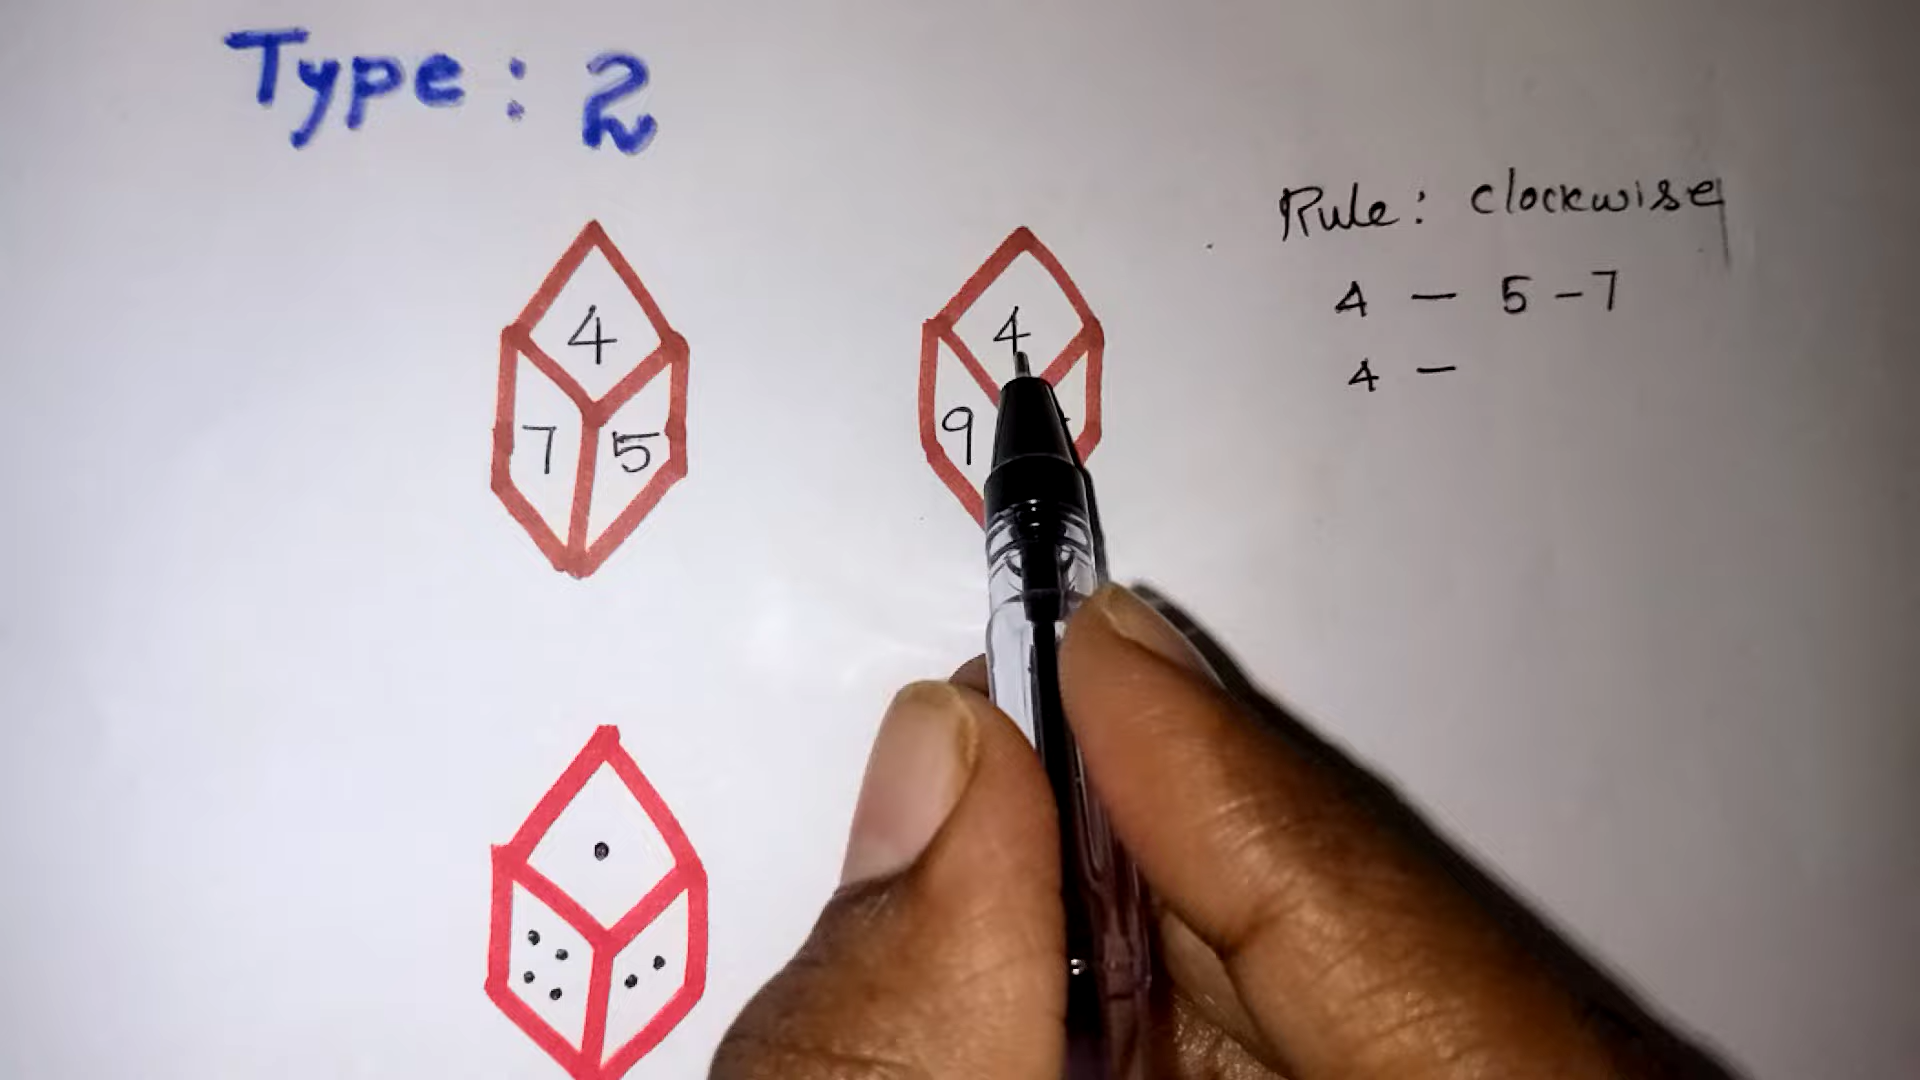 Type : 2
Rule : clockwise
4 – 5 – 7
4 –
4
7 5
4
9